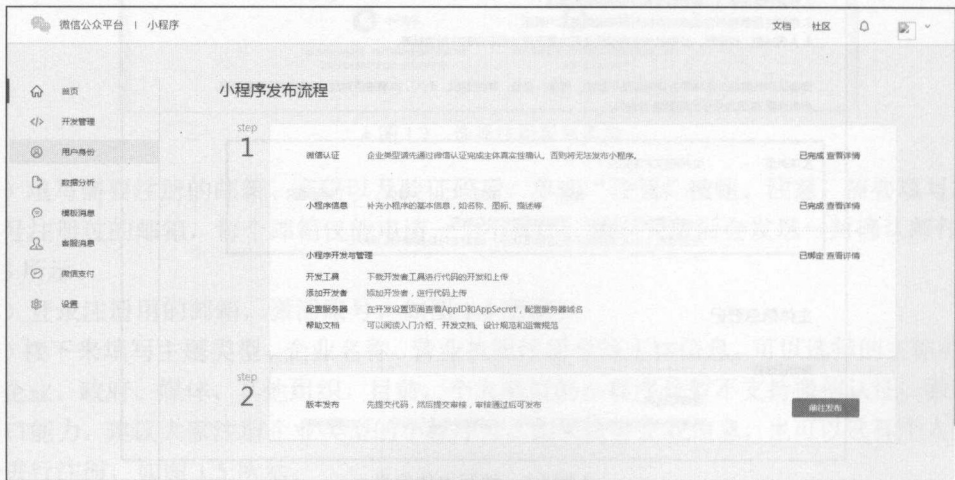 微信公众平台 | 小程序
文档 社区
首页
开发管理
用户身份
数据分析
模板消息
客服消息
微信支付
设置
小程序发布流程
step
1
微信认证 企业类型请先通过微信认证完成主体真实性确认。否则将无法发布小程序。 已完成 查看详情
小程序信息 补充小程序的基本信息，如名称、图标、描述等 已完成 查看详情
小程序开发与管理 已绑定 查看详情
开发工具 下载开发者工具进行代码的开发和上传
添加开发者 添加开发者，进行代码上传
配置服务器 在开发设置页面查看AppID和AppSecret，配置服务器域名
帮助文档 可以阅读入门介绍、开发文档、设计规范和运营规范
step
2
版本发布 先提交代码，然后提交审核，审核通过后可发布 前往发布